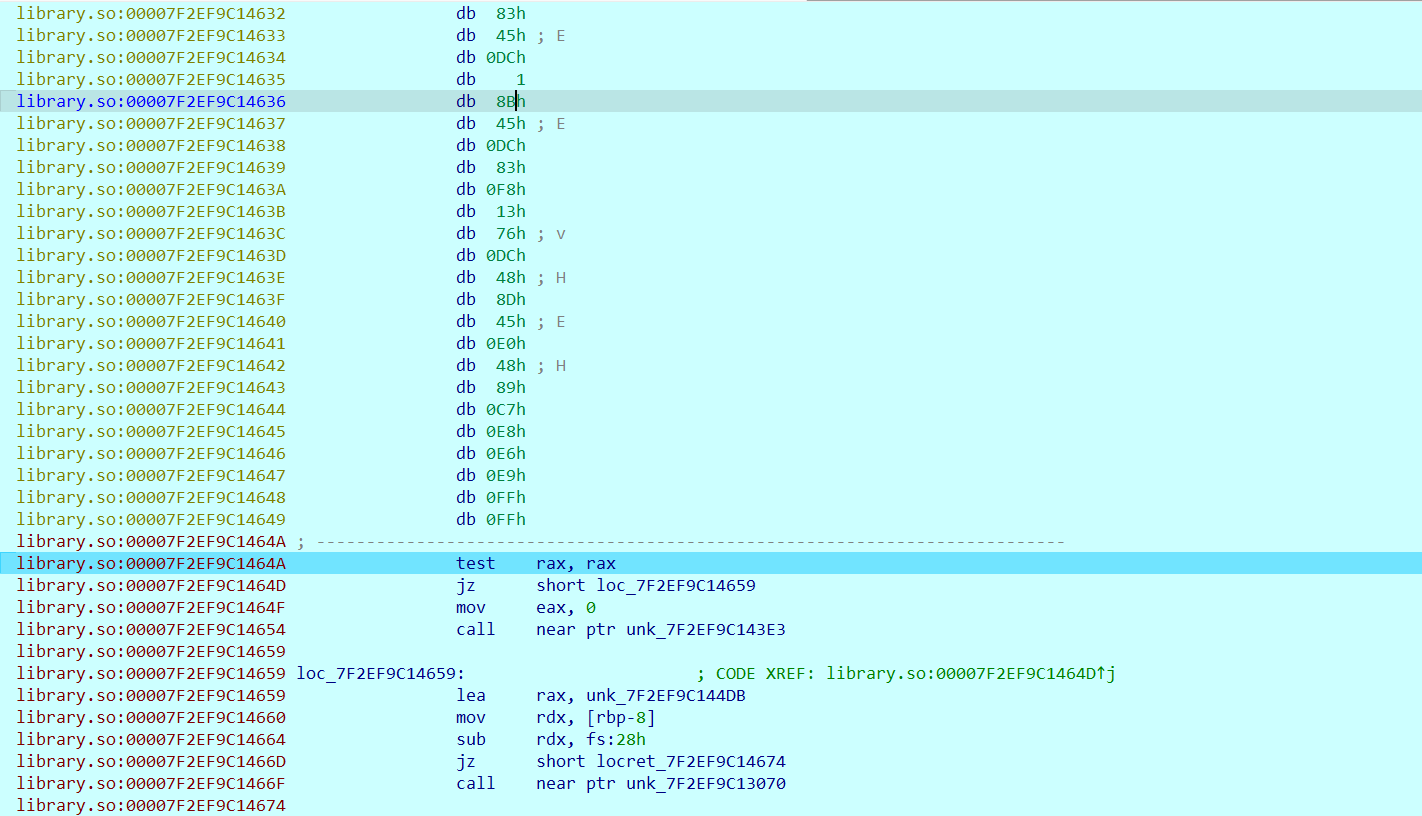 library.so:00007F2EF9C14632 db 83h
library.so:00007F2EF9C14633 db 45h ; E
library.so:00007F2EF9C14634 db 0DCh
library.so:00007F2EF9C14635 db 1
library.so:00007F2EF9C14636 db 8Bh
library.so:00007F2EF9C14637 db 45h ; E
library.so:00007F2EF9C14638 db 0DCh
library.so:00007F2EF9C14639 db 83h
library.so:00007F2EF9C1463A db 0F8h
library.so:00007F2EF9C1463B db 13h
library.so:00007F2EF9C1463C db 76h ; v
library.so:00007F2EF9C1463D db 0DCh
library.so:00007F2EF9C1463E db 48h ; H
library.so:00007F2EF9C1463F db 8Dh
library.so:00007F2EF9C14640 db 45h ; E
library.so:00007F2EF9C14641 db 0E0h
library.so:00007F2EF9C14642 db 48h ; H
library.so:00007F2EF9C14643 db 89h
library.so:00007F2EF9C14644 db 0C7h
library.so:00007F2EF9C14645 db 0E8h
library.so:00007F2EF9C14646 db 0E6h
library.so:00007F2EF9C14647 db 0E9h
library.so:00007F2EF9C14648 db 0FFh
library.so:00007F2EF9C14649 db 0FFh
library.so:00007F2EF9C1464A ; ---------------------------------------------------------------------------
library.so:00007F2EF9C1464A test rax, rax
library.so:00007F2EF9C1464D jz short loc_7F2EF9C14659
library.so:00007F2EF9C1464F mov eax, 0
library.so:00007F2EF9C14654 call near ptr unk_7F2EF9C143E3
library.so:00007F2EF9C14659
library.so:00007F2EF9C14659 loc_7F2EF9C14659: ; CODE XREF: library.so:00007F2EF9C1464D↑j
library.so:00007F2EF9C14659 lea rax, unk_7F2EF9C144DB
library.so:00007F2EF9C14660 mov rdx, [rbp-8]
library.so:00007F2EF9C14664 sub rdx, fs:28h
library.so:00007F2EF9C1466D jz short locret_7F2EF9C14674
library.so:00007F2EF9C1466F call near ptr unk_7F2EF9C13070
library.so:00007F2EF9C14674